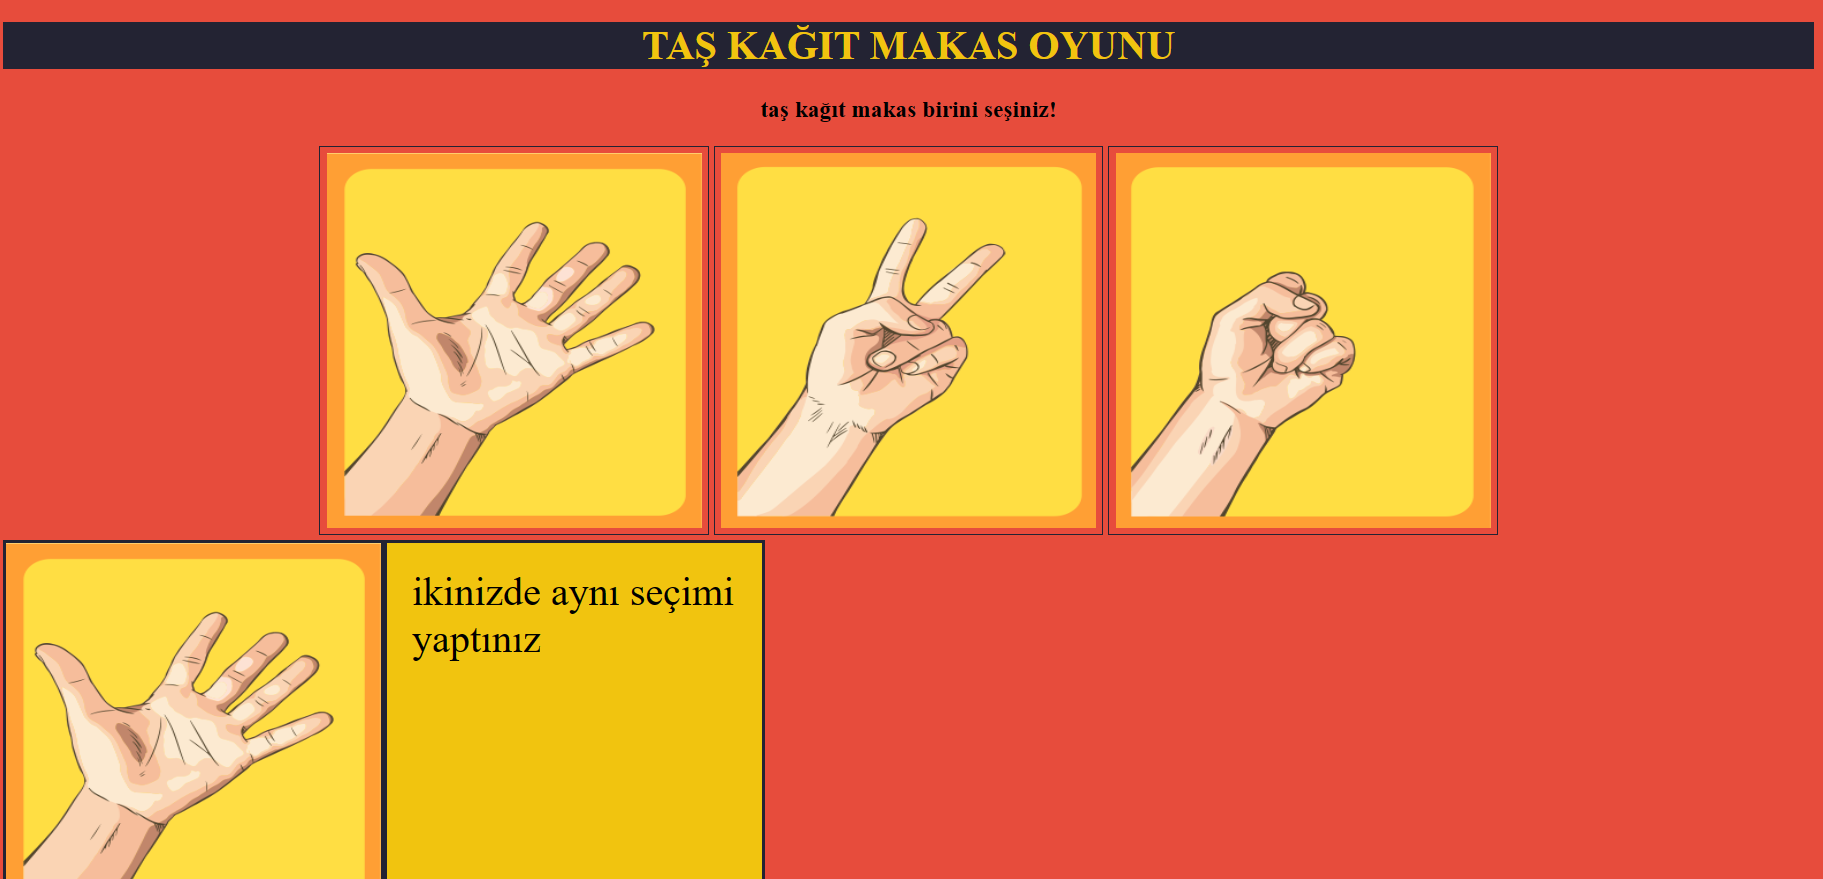 TAŞ KAĞIT MAKAS OYUNU
taş kağıt makas birini seşiniz!
ikinizde aynı seçimi
yaptınız